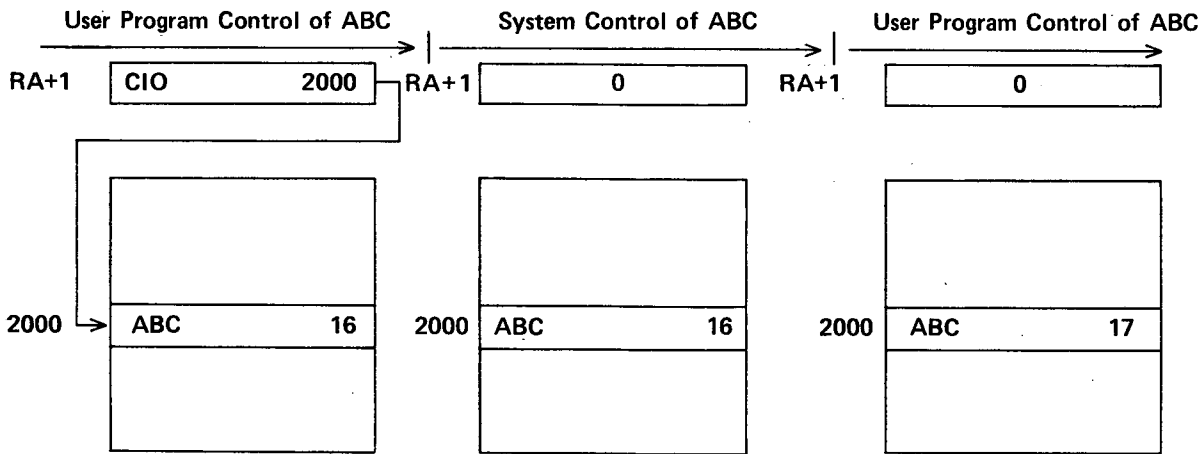 User Program Control of ABC System Control of ABC User Program Control of ABC
RA+1 CIO 2000 RA+1 0 RA+1 0
2000 ABC 16 2000 ABC 16 2000 ABC 17